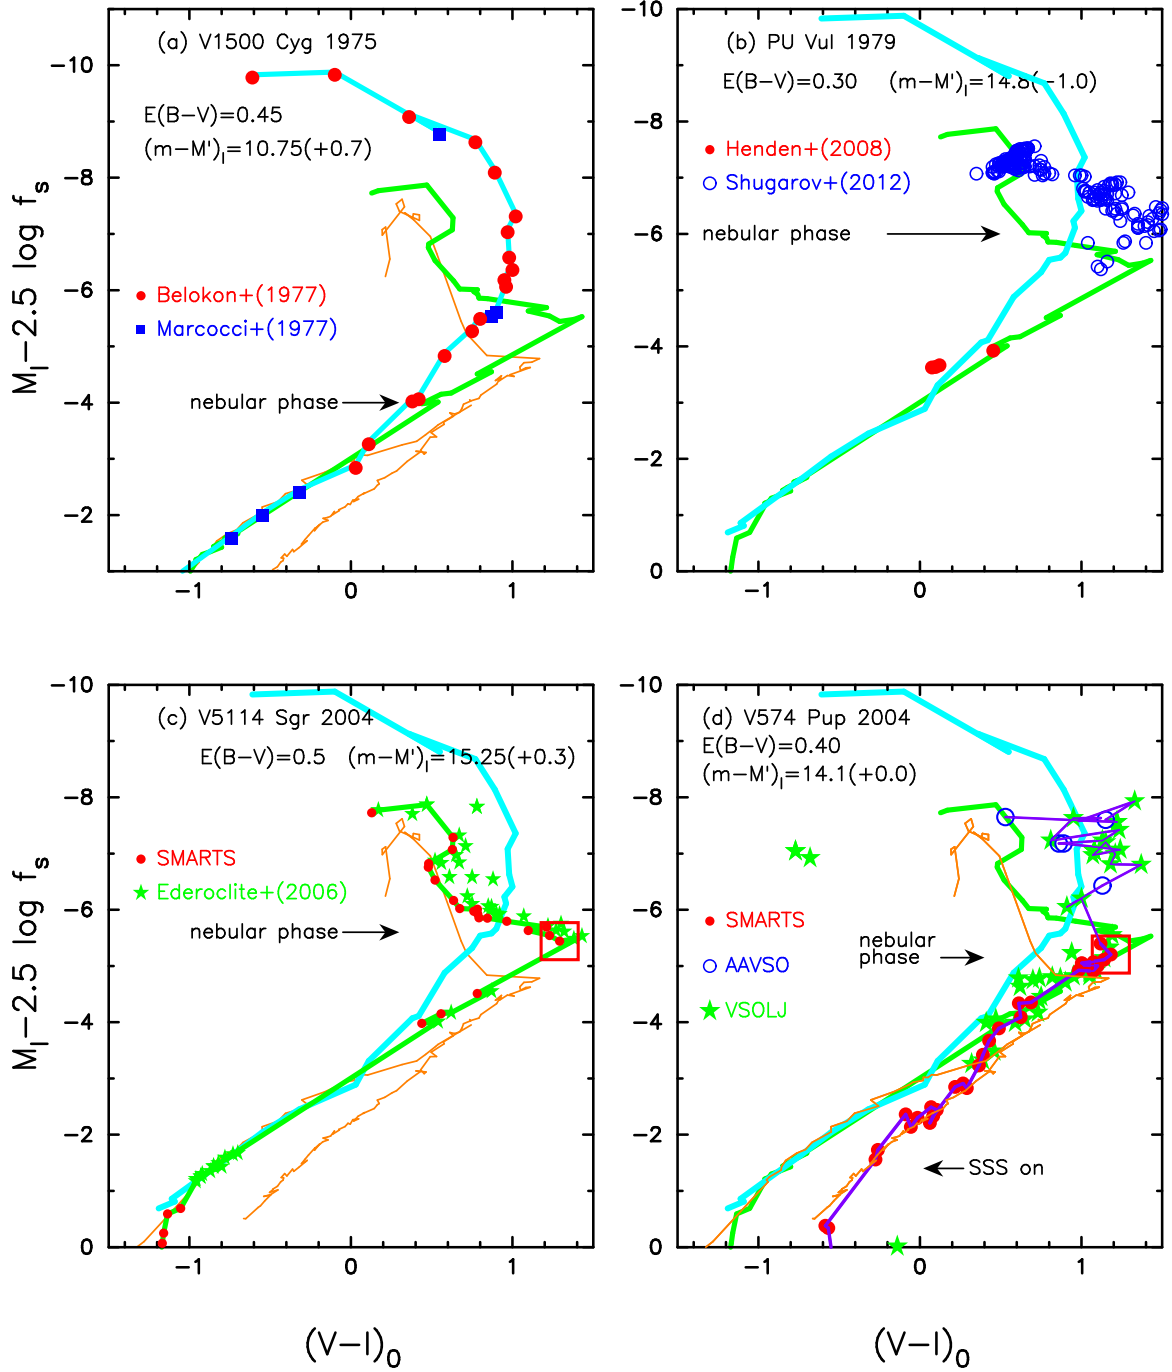 (a) V1500 Cyg 1975
E(B−V)=0.45
(m−M')I=10.75(+0.7)
Belokon+(1977)
Marcocci+(1977)
nebular phase
−10
−8
−6
−4
−2
−1
0
1
MI−2.5 log fs
(b) PU Vul 1979
E(B−V)=0.30 (m−M')I=14.8(−1.0)
Henden+(2008)
Shugarov+(2012)
nebular phase
−10
−8
−6
−4
−2
0
−1
0
1
(c) V5114 Sgr 2004
E(B−V)=0.5 (m−M')I=15.25(+0.3)
SMARTS
Ederoclite+(2006)
nebular phase
−10
−8
−6
−4
−2
0
−1
0
1
MI−2.5 log fs
(V−I)0
(d) V574 Pup 2004
E(B−V)=0.40
(m−M')I=14.1(+0.0)
SMARTS
AAVSO
VSOLJ
nebular
phase
SSS on
−10
−8
−6
−4
−2
0
−1
0
1
(V−I)0